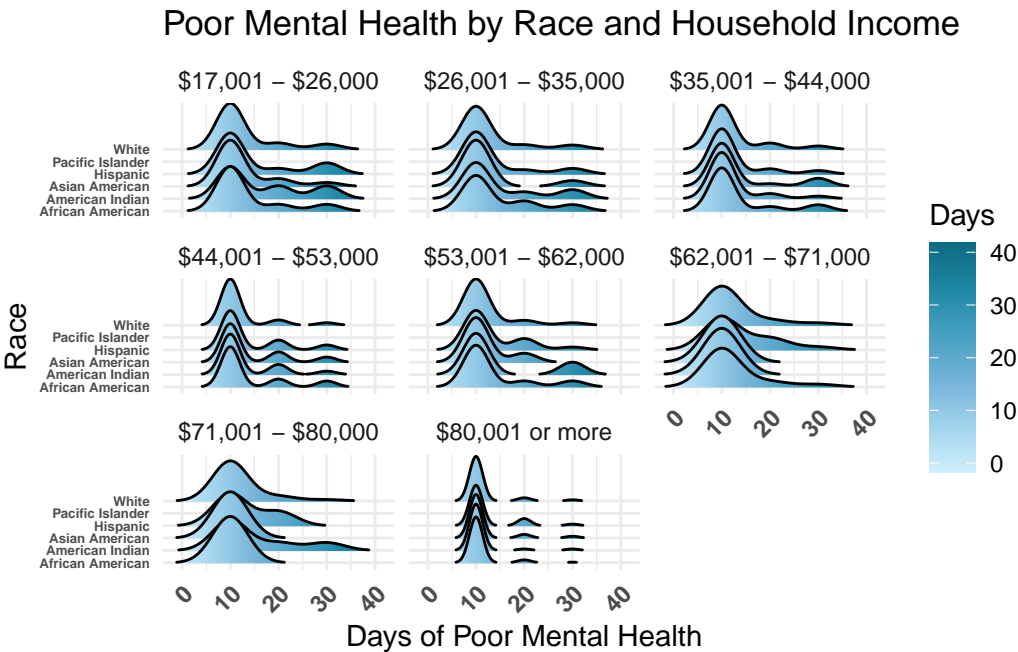 Poor Mental Health by Race and Household Income
$17,001 – $26,000
$26,001 – $35,000
$35,001 – $44,000
White
Pacific Islander
Hispanic
Asian American
American Indian
African American
$44,001 – $53,000
$53,001 – $62,000
$62,001 – $71,000
White
Pacific Islander
Hispanic
Asian American
American Indian
African American
0 10 20 30 40
$71,001 – $80,000
$80,001 or more
White
Pacific Islander
Hispanic
Asian American
American Indian
African American
0 10 20 30 40
0 10 20 30 40
Days of Poor Mental Health
Race
Days
40
30
20
10
0